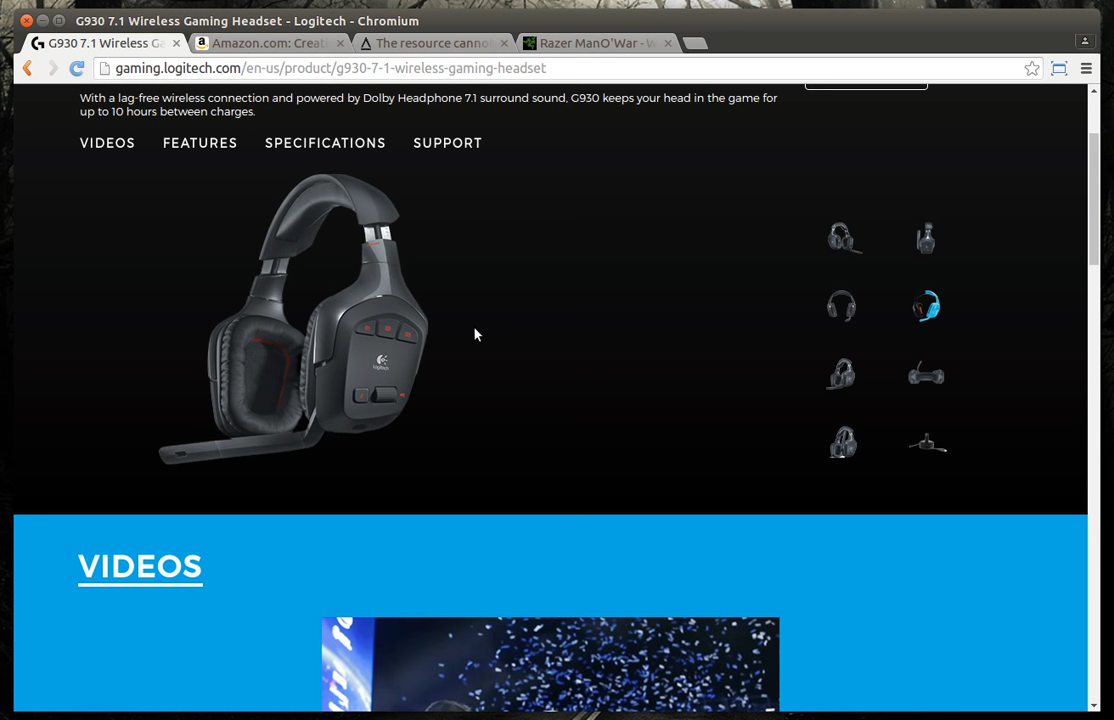 G930 7.1 Wireless Gaming Headset - Logitech - Chromium
G930 7.1 Wireless Ga
Amazon.com: Creati
The resource canno
Razer ManO'War - W
gaming.logitech.com/en-us/product/g930-7-1-wireless-gaming-headset
With a lag-free wireless connection and powered by Dolby Headphone 7.1 surround sound, G930 keeps your head in the game for
up to 10 hours between charges.
VIDEOS FEATURES SPECIFICATIONS SUPPORT
Logitech
VIDEOS